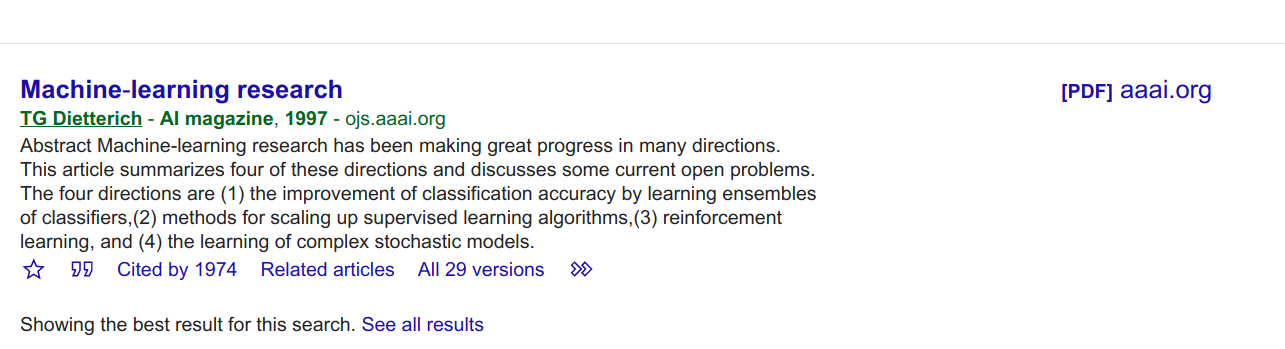 Machine-learning research [PDF] aaai.org
TG Dietterich - AI magazine, 1997 - ojs.aaai.org
Abstract Machine-learning research has been making great progress in many directions.
This article summarizes four of these directions and discusses some current open problems.
The four directions are (1) the improvement of classification accuracy by learning ensembles
of classifiers,(2) methods for scaling up supervised learning algorithms,(3) reinforcement
learning, and (4) the learning of complex stochastic models.
Cited by 1974 Related articles All 29 versions
Showing the best result for this search. See all results